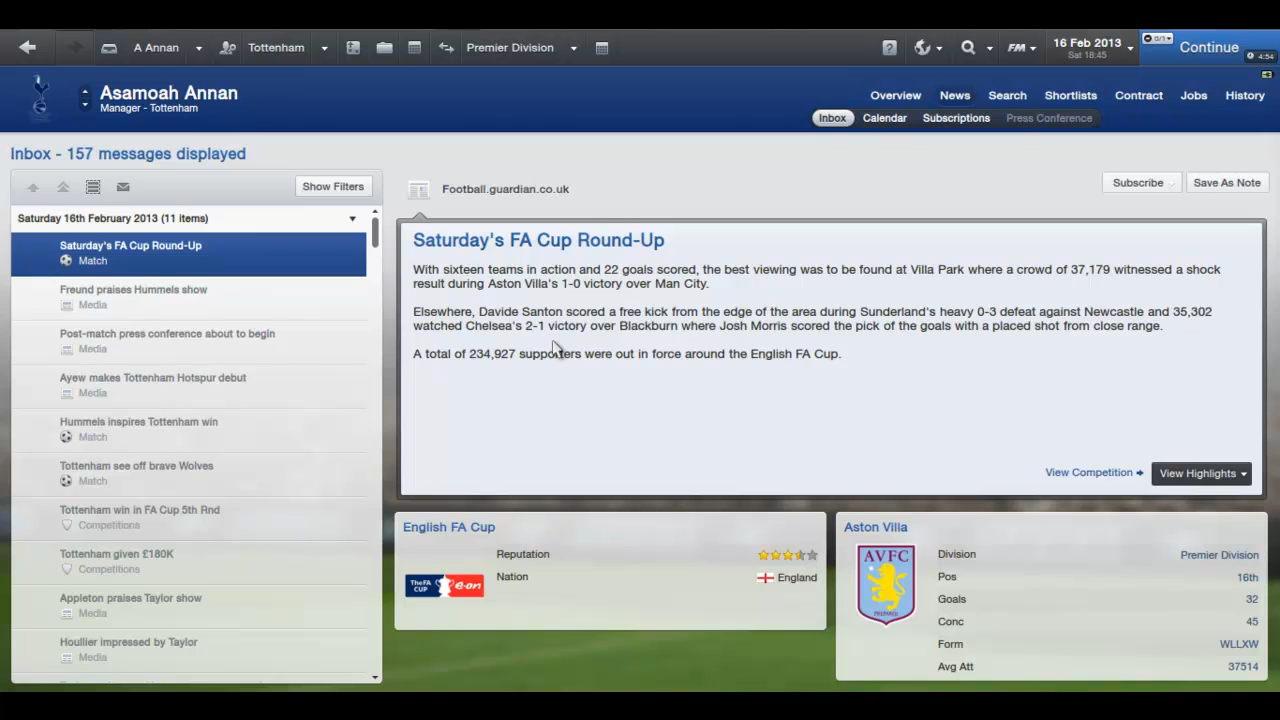 A Annan
Tottenham
Premier Division
?
FM
16 Feb 2013
Sat 18:45
0/1
Continue
4:54
Asamoah Annan
Manager - Tottenham
Overview
News
Search
Shortlists
Contract
Jobs
History
Inbox
Calendar
Subscriptions
Press Conference
Inbox - 157 messages displayed
Show Filters
Saturday 16th February 2013 (11 items)
Saturday's FA Cup Round-Up
Match
Freund praises Hummels show
Media
Post-match press conference about to begin
Media
Ayew makes Tottenham Hotspur debut
Media
Hummels inspires Tottenham win
Match
Tottenham see off brave Wolves
Match
Tottenham win in FA Cup 5th Rnd
Competitions
Tottenham given £180K
Competitions
Appleton praises Taylor show
Media
Houllier impressed by Taylor
Media
Football.guardian.co.uk
Subscribe
Save As Note
Saturday's FA Cup Round-Up
With sixteen teams in action and 22 goals scored, the best viewing was to be found at Villa Park where a crowd of 37,179 witnessed a shock
result during Aston Villa's 1-0 victory over Man City.
Elsewhere, Davide Santon scored a free kick from the edge of the area during Sunderland's heavy 0-3 defeat against Newcastle and 35,302
watched Chelsea's 2-1 victory over Blackburn where Josh Morris scored the pick of the goals with a placed shot from close range.
A total of 234,927 supporters were out in force around the English FA Cup.
View Competition
View Highlights
English FA Cup
TheFA
CUP
e·on
Reputation
Nation
England
Aston Villa
AVFC
PREPARED
Division
Premier Division
Pos
16th
Goals
32
Conc
45
Form
WLLXW
Avg Att
37514